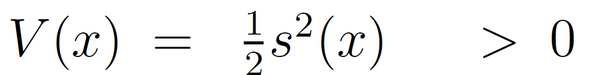 V(x) = ½s²(x) > 0